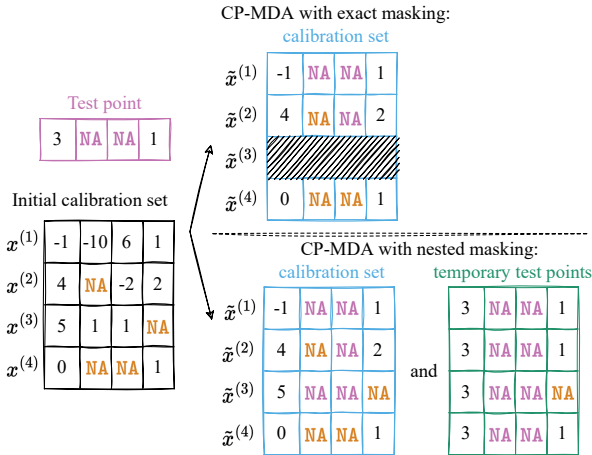 CP-MDA with exact masking:
calibration set
x̃⁽¹⁾ -1 NA NA 1
x̃⁽²⁾ 4 NA NA 2
x̃⁽³⁾
x̃⁽⁴⁾ 0 NA NA 1
Test point
3 NA NA 1
Initial calibration set
x⁽¹⁾ -1 -10 6 1
x⁽²⁾ 4 NA -2 2
x⁽³⁾ 5 1 1 NA
x⁽⁴⁾ 0 NA NA 1
CP-MDA with nested masking:
calibration set
x̃⁽¹⁾ -1 NA NA 1
x̃⁽²⁾ 4 NA NA 2
x̃⁽³⁾ 5 NA NA NA
x̃⁽⁴⁾ 0 NA NA 1
and
temporary test points
3 NA NA 1
3 NA NA 1
3 NA NA NA
3 NA NA 1